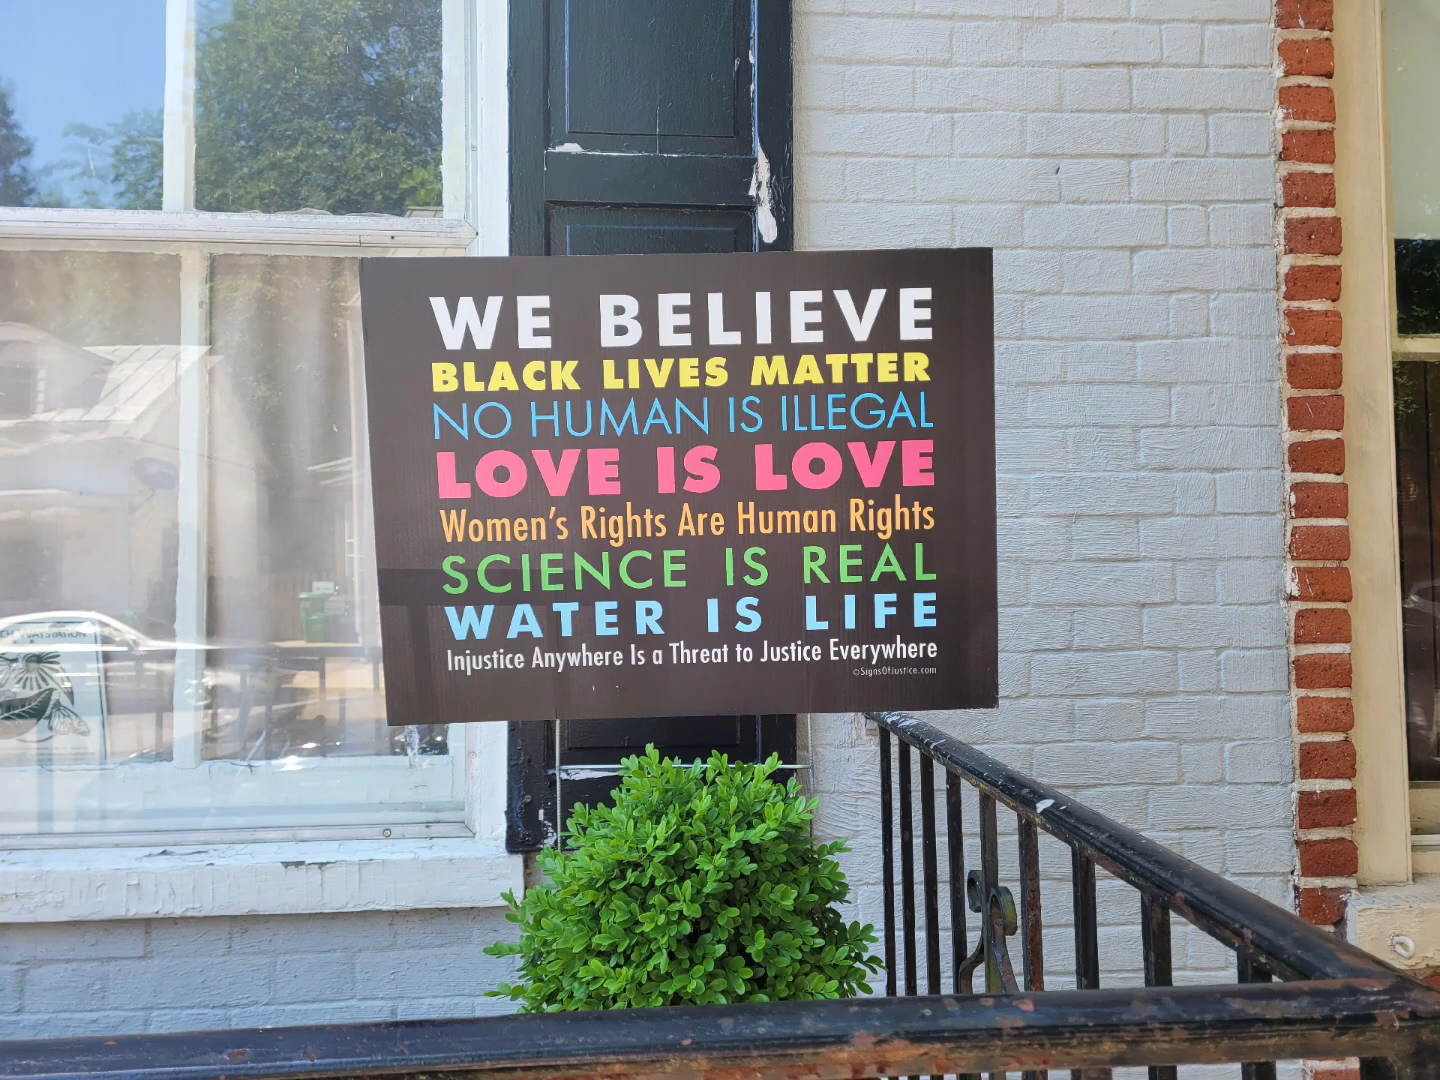 WE BELIEVE
BLACK LIVES MATTER
NO HUMAN IS ILLEGAL
LOVE IS LOVE
Women's Rights Are Human Rights
SCIENCE IS REAL
WATER IS LIFE
Injustice Anywhere Is a Threat to Justice Everywhere
©SignsOfJustice.com